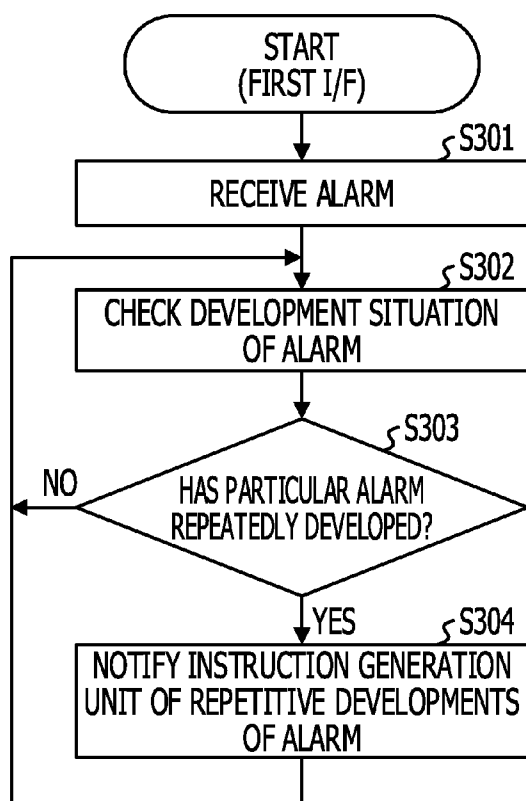 START
(FIRST I/F)
S301
RECEIVE ALARM
S302
CHECK DEVELOPMENT SITUATION
OF ALARM
S303
NO
HAS PARTICULAR ALARM
REPEATEDLY DEVELOPED?
YES
S304
NOTIFY INSTRUCTION GENERATION
UNIT OF REPETITIVE DEVELOPMENTS
OF ALARM